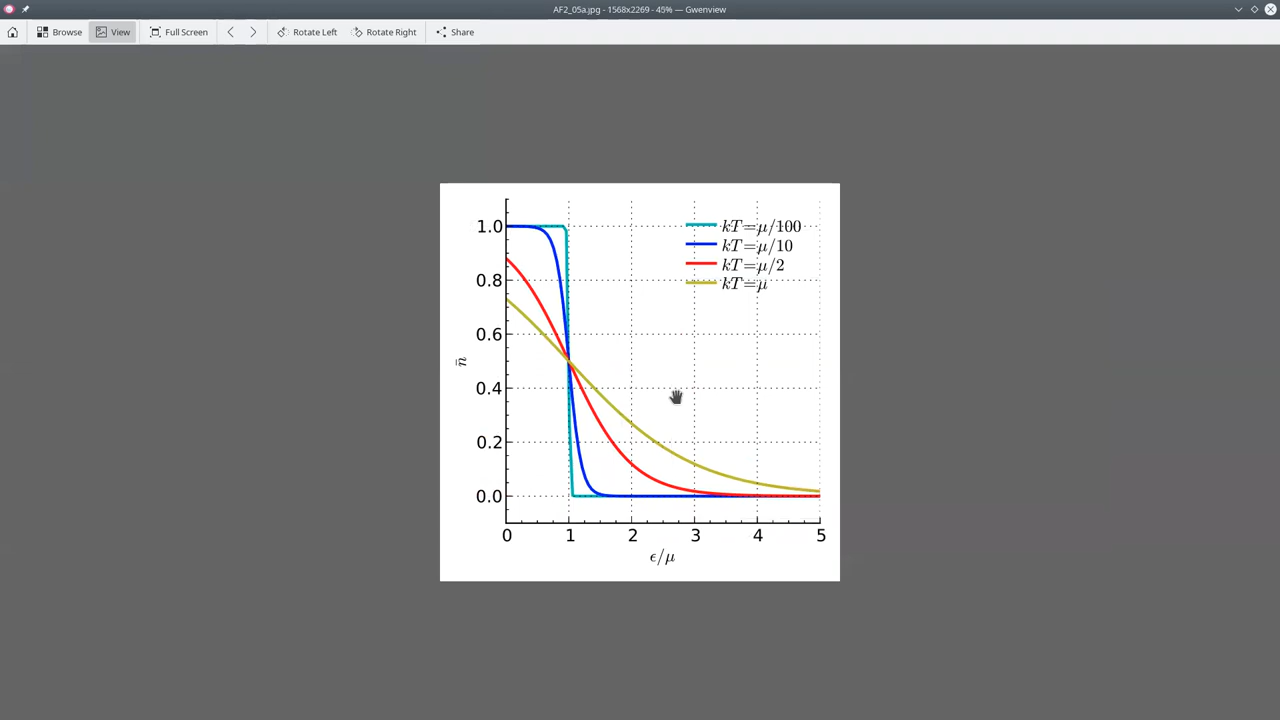 AF2_05a.jpg - 1568x2269 - 45% — Gwenview
Browse View Full Screen Rotate Left Rotate Right Share
1.0
0.8
0.6
0.4
0.2
0.0
n̄
kT=μ/100
kT=μ/10
kT=μ/2
kT=μ
0 1 2 3 4 5
ϵ/μ